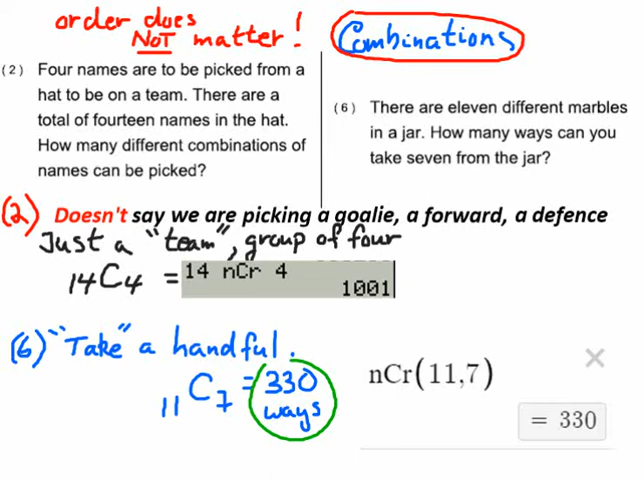 order does
NOT matter!
Combinations
(2) Four names are to be picked from a
hat to be on a team. There are a
total of fourteen names in the hat.
How many different combinations of
names can be picked?
(6) There are eleven different marbles
in a jar. How many ways can you
take seven from the jar?
(2) Doesn't say we are picking a goalie, a forward, a defence
Just a "team", group of four
14C4 = 14 nCr 4
1001
(6) "Take" a handful.
11C7 = 330
ways
nCr(11,7)
×
= 330